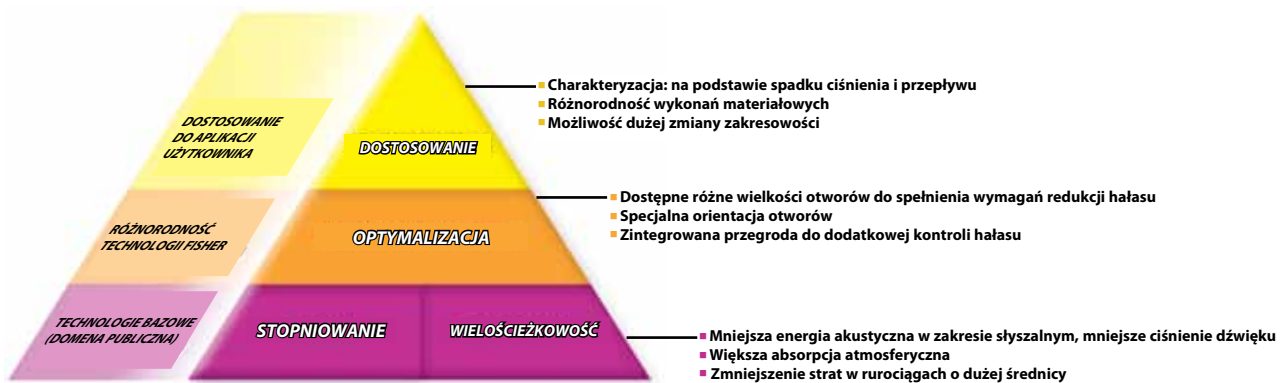 DOSTOSOWANIE
DO APLIKACJI
UŻYTKOWNIKA
DOSTOSOWANIE
▪ Charakteryzacja: na podstawie spadku ciśnienia i przepływu
▪ Różnorodność wykonań materiałowych
▪ Możliwość dużej zmiany zakresowości
RÓŻNORODNOŚĆ
TECHNOLOGII FISHER
OPTYMALIZACJA
▪ Dostępne różne wielkości otworów do spełnienia wymagań redukcji hałasu
▪ Specjalna orientacja otworów
▪ Zintegrowana przegroda do dodatkowej kontroli hałasu
TECHNOLOGIE BAZOWE
(DOMENA PUBLICZNA)
STOPNIOWANIE
WIELOŚCIEŻKOWOŚĆ
▪ Mniejsza energia akustyczna w zakresie słyszalnym, mniejsze ciśnienie dźwięku
▪ Większa absorpcja atmosferyczna
▪ Zmniejszenie strat w rurociągach o dużej średnicy